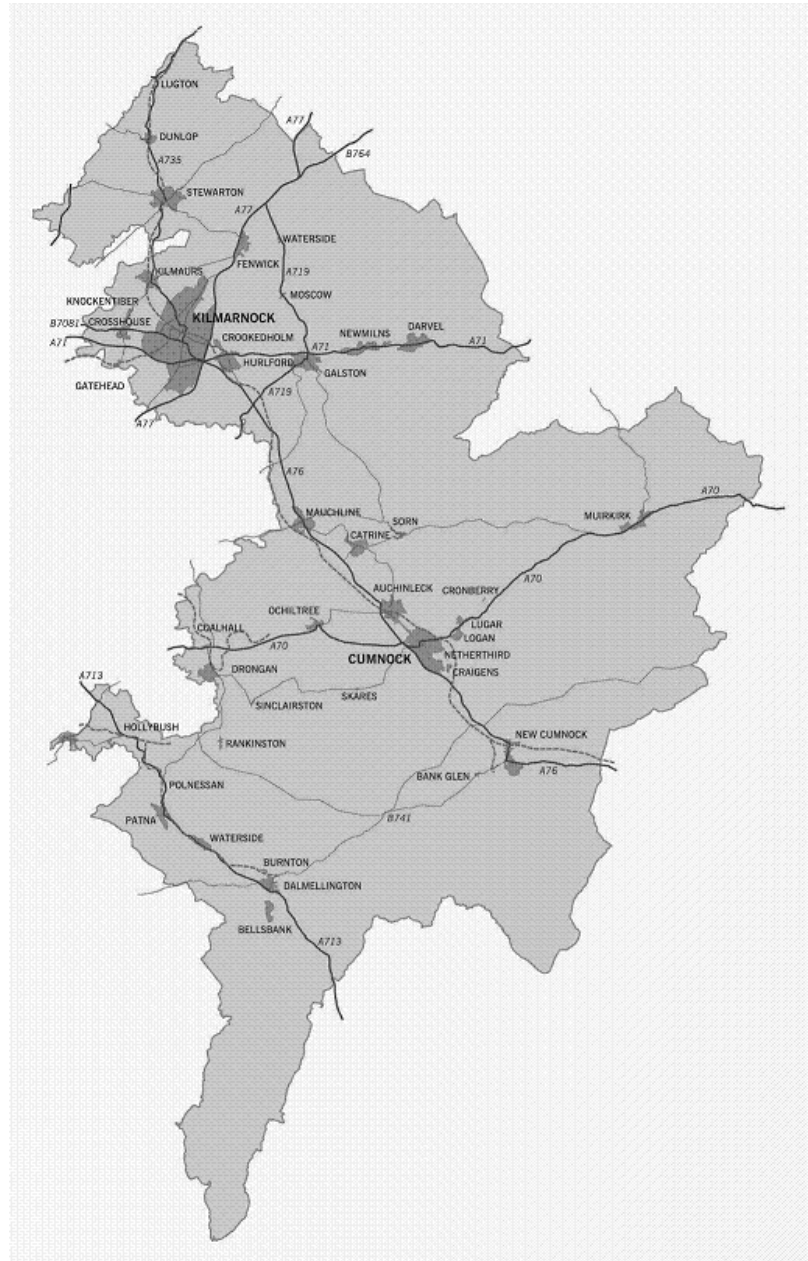 LUGTON
A77
B764
DUNLOP
A735
STEWARTON
A77
WATERSIDE
FENWICK
KILMAURS
A719
MOSCOW
KNOCKENTIBER
KILMARNOCK
B7081
CROSSHOUSE
CROOKEDHOLM
NEWMILNS
DARVEL
A71
A71
A71
HURLFORD
GALSTON
GATEHEAD
A719
A77
A76
A70
MAUCHLINE
SORN
MUIRKIRK
CATRINE
A70
AUCHINLECK
CRONBERRY
OCHILTREE
LUGAR
COALHALL
LOGAN
A70
CUMNOCK
NETHERTHIRD
DRONGAN
CRAIGENS
A713
SKARES
SINCLAIRSTON
HOLLYBUSH
NEW CUMNOCK
RANKINSTON
A76
BANK GLEN
POLNESSAN
PATNA
B741
WATERSIDE
BURNTON
DALMELLINGTON
BELLSBANK
A713